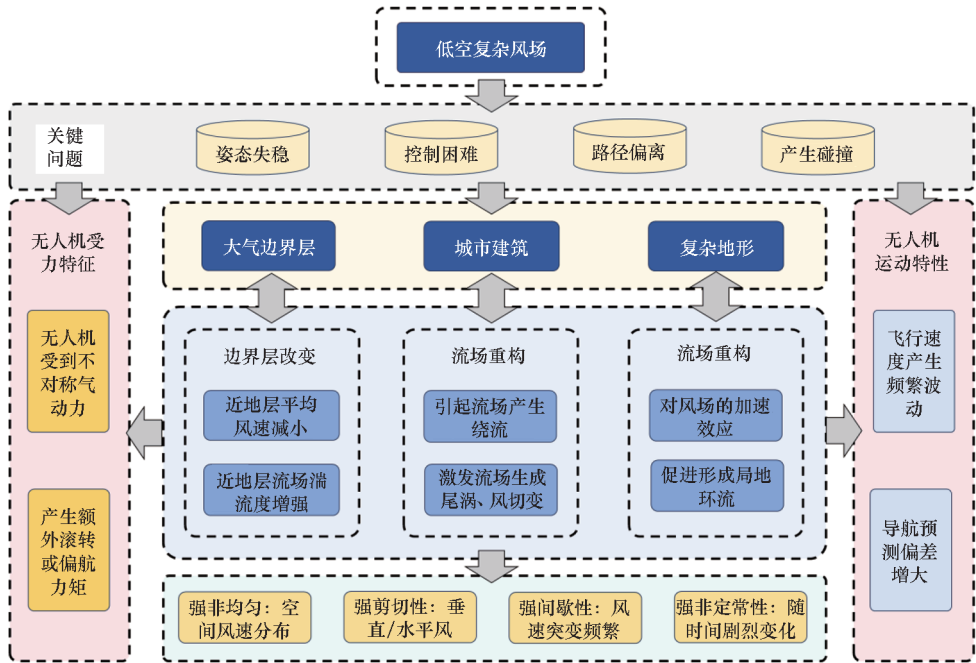 低空复杂风场
关键
问题
姿态失稳
控制困难
路径偏离
产生碰撞
无人机受
力特征
无人机
受到不
对称气
动力
产生额
外滚转
或偏航
力矩
大气边界层
城市建筑
复杂地形
边界层改变
近地层平均
风速减小
近地层流场湍
流度增强
流场重构
引起流场产生
绕流
激发流场生成
尾涡、风切变
流场重构
对风场的加速
效应
促进形成局地
环流
无人机
运动特性
飞行速
度产生
频繁波
动
导航预
测偏差
增大
强非均匀：空
间风速分布
强剪切性：垂
直/水平风
强间歇性：风
速突变频繁
强非定常性：随
时间剧烈变化